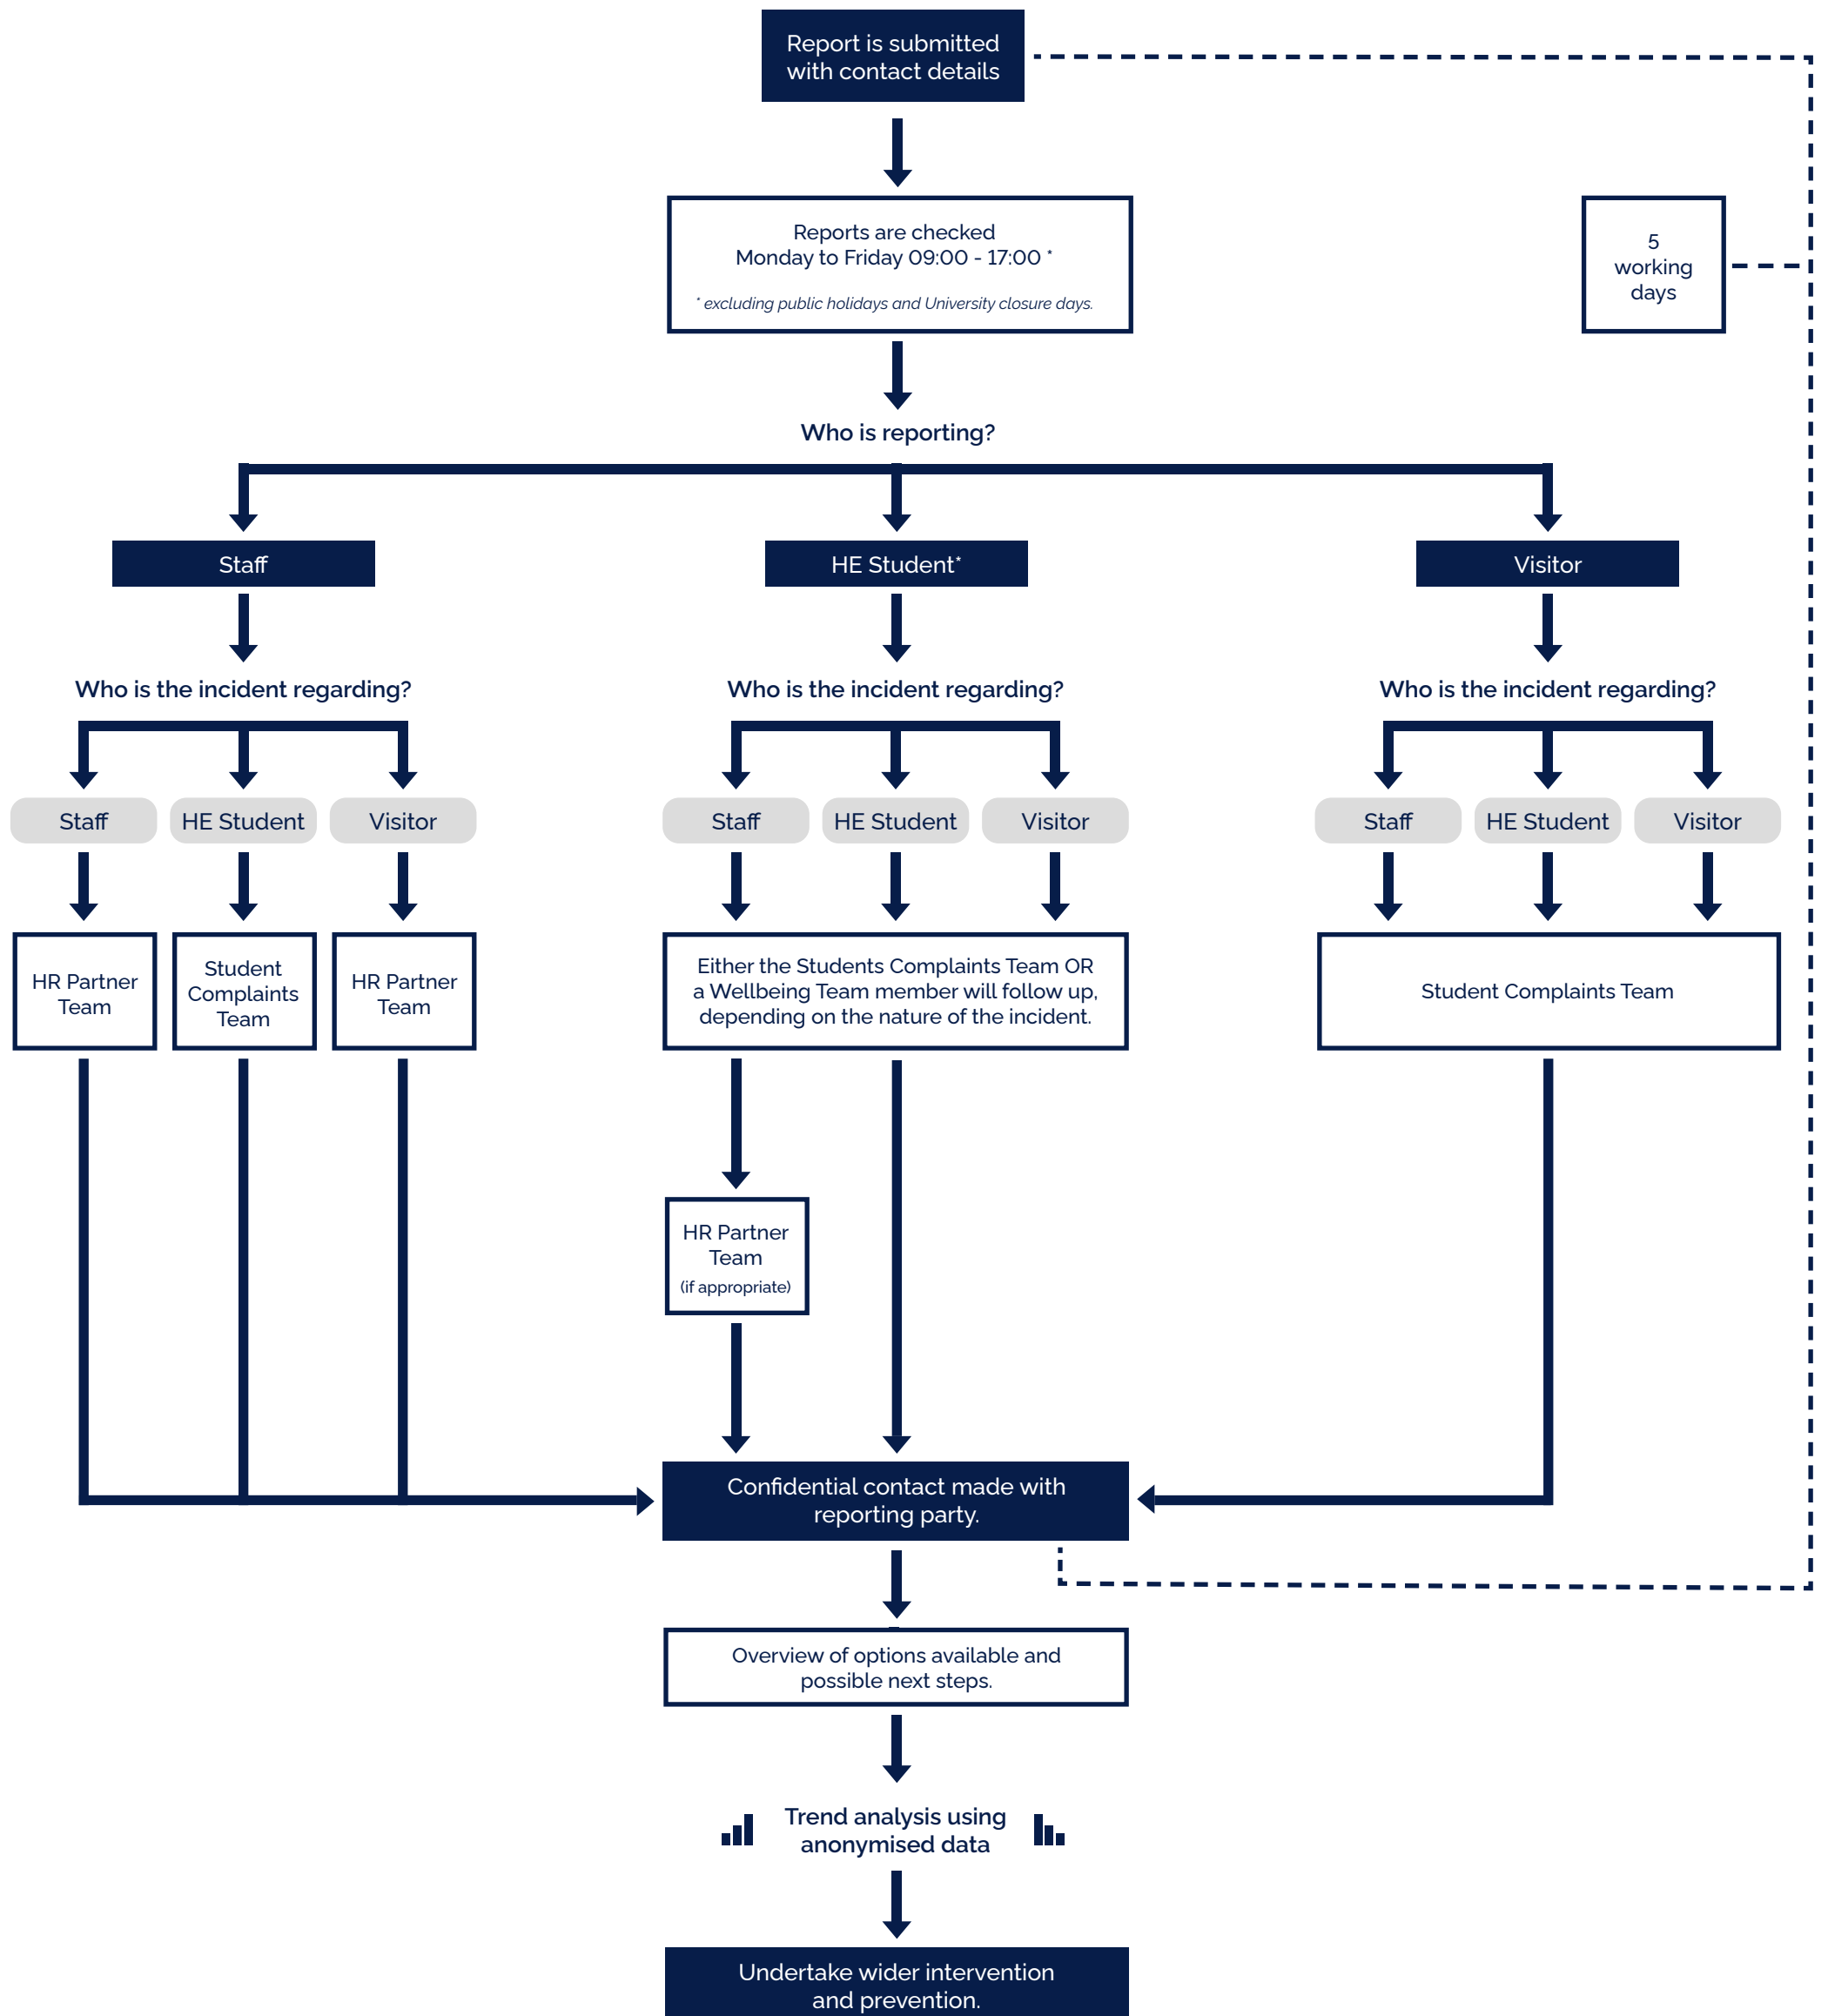 Report is submitted
with contact details
Reports are checked
Monday to Friday 09:00 - 17:00 *
* excluding public holidays and University closure days.
5
working
days
Who is reporting?
Staff
HE Student*
Visitor
Who is the incident regarding?
Who is the incident regarding?
Who is the incident regarding?
Staff
HE Student
Visitor
Staff
HE Student
Visitor
Staff
HE Student
Visitor
HR Partner
Team
Student
Complaints
Team
HR Partner
Team
Either the Students Complaints Team OR
a Wellbeing Team member will follow up,
depending on the nature of the incident.
Student Complaints Team
HR Partner
Team
(if appropriate)
Confidential contact made with
reporting party.
Overview of options available and
possible next steps.
Trend analysis using
anonymised data
Undertake wider intervention
and prevention.